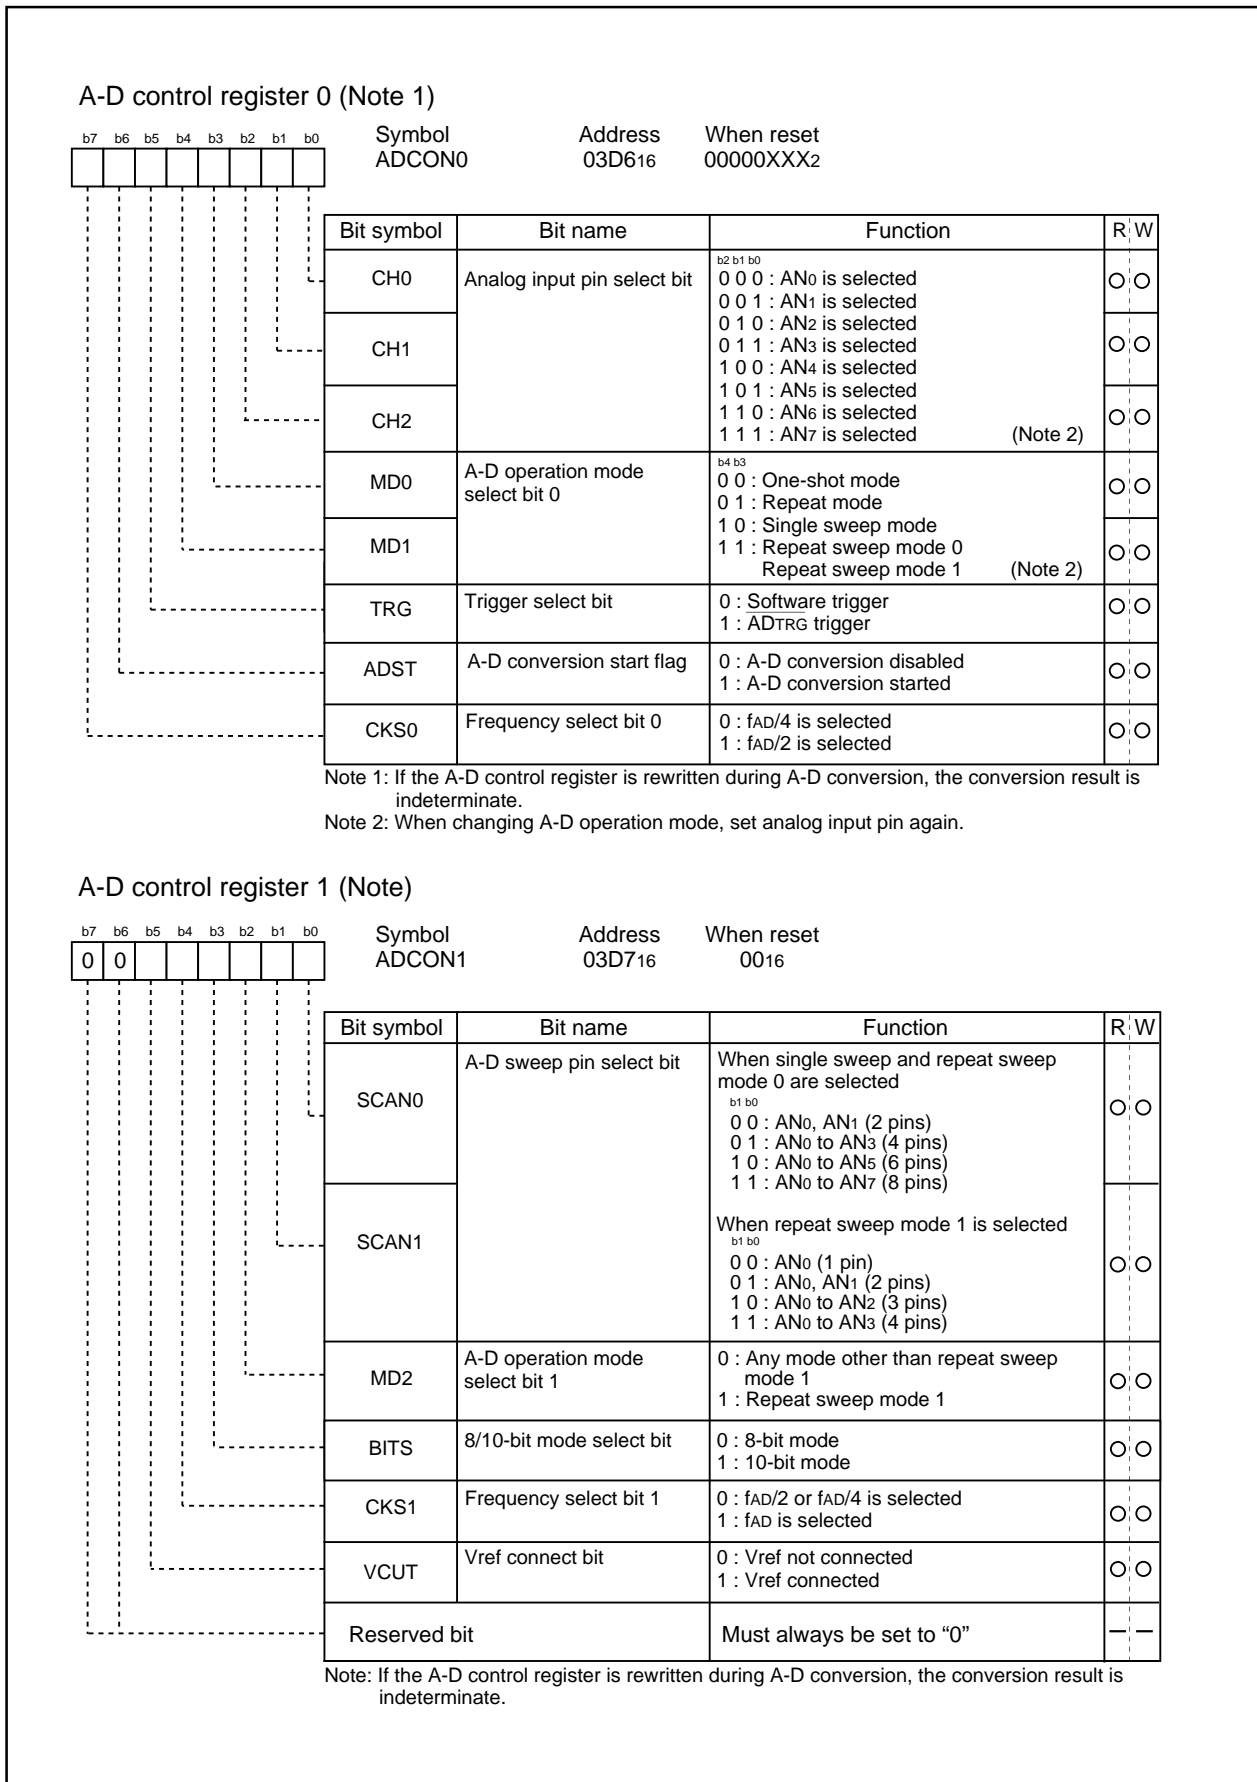 A-D control register 0 (Note 1)
b7 b6 b5 b4 b3 b2 b1 b0
Symbol Address When reset
ADCON0 03D616 00000XXX2
Bit symbol Bit name Function R W
CH0 Analog input pin select bit
b2 b1 b0
0 0 0 : AN0 is selected
0 0 1 : AN1 is selected
0 1 0 : AN2 is selected
CH1
0 1 1 : AN3 is selected
1 0 0 : AN4 is selected
1 0 1 : AN5 is selected
CH2
1 1 0 : AN6 is selected
1 1 1 : AN7 is selected (Note 2)
MD0 A-D operation mode
select bit 0
b4 b3
0 0 : One-shot mode
0 1 : Repeat mode
MD1
1 0 : Single sweep mode
1 1 : Repeat sweep mode 0
Repeat sweep mode 1 (Note 2)
TRG Trigger select bit
0 : Software trigger
1 : ADTRG trigger
ADST A-D conversion start flag
0 : A-D conversion disabled
1 : A-D conversion started
CKS0 Frequency select bit 0
0 : fAD/4 is selected
1 : fAD/2 is selected
Note 1: If the A-D control register is rewritten during A-D conversion, the conversion result is
indeterminate.
Note 2: When changing A-D operation mode, set analog input pin again.
A-D control register 1 (Note)
b7 b6 b5 b4 b3 b2 b1 b0
0 0
Symbol Address When reset
ADCON1 03D716 0016
Bit symbol Bit name Function R W
SCAN0 A-D sweep pin select bit
When single sweep and repeat sweep
mode 0 are selected
b1 b0
0 0 : AN0, AN1 (2 pins)
0 1 : AN0 to AN3 (4 pins)
1 0 : AN0 to AN5 (6 pins)
1 1 : AN0 to AN7 (8 pins)
SCAN1
When repeat sweep mode 1 is selected
b1 b0
0 0 : AN0 (1 pin)
0 1 : AN0, AN1 (2 pins)
1 0 : AN0 to AN2 (3 pins)
1 1 : AN0 to AN3 (4 pins)
MD2 A-D operation mode
select bit 1
0 : Any mode other than repeat sweep
mode 1
1 : Repeat sweep mode 1
BITS 8/10-bit mode select bit
0 : 8-bit mode
1 : 10-bit mode
CKS1 Frequency select bit 1
0 : fAD/2 or fAD/4 is selected
1 : fAD is selected
VCUT Vref connect bit
0 : Vref not connected
1 : Vref connected
Reserved bit Must always be set to “0”
Note: If the A-D control register is rewritten during A-D conversion, the conversion result is
indeterminate.